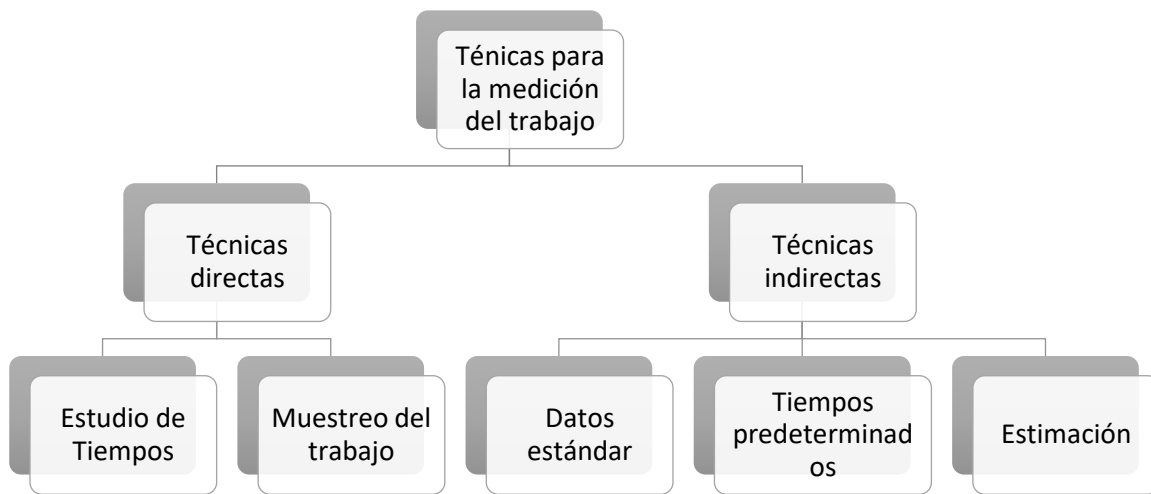 Ténicas para
la medición
del trabajo
Técnicas
directas
Técnicas
indirectas
Estudio de
Tiempos
Muestreo del
trabajo
Datos
estándar
Tiempos
predeterminad
os
Estimación